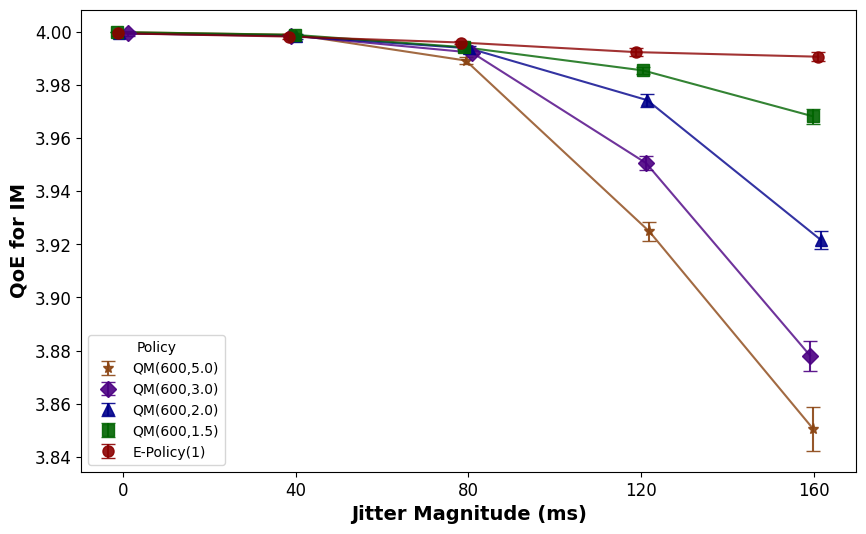 4.00
3.98
3.96
3.94
3.92
3.90
3.88
3.86
3.84
QoE for IM
Policy
QM(600,5.0)
QM(600,3.0)
QM(600,2.0)
QM(600,1.5)
E-Policy(1)
0 40 80 120 160
Jitter Magnitude (ms)